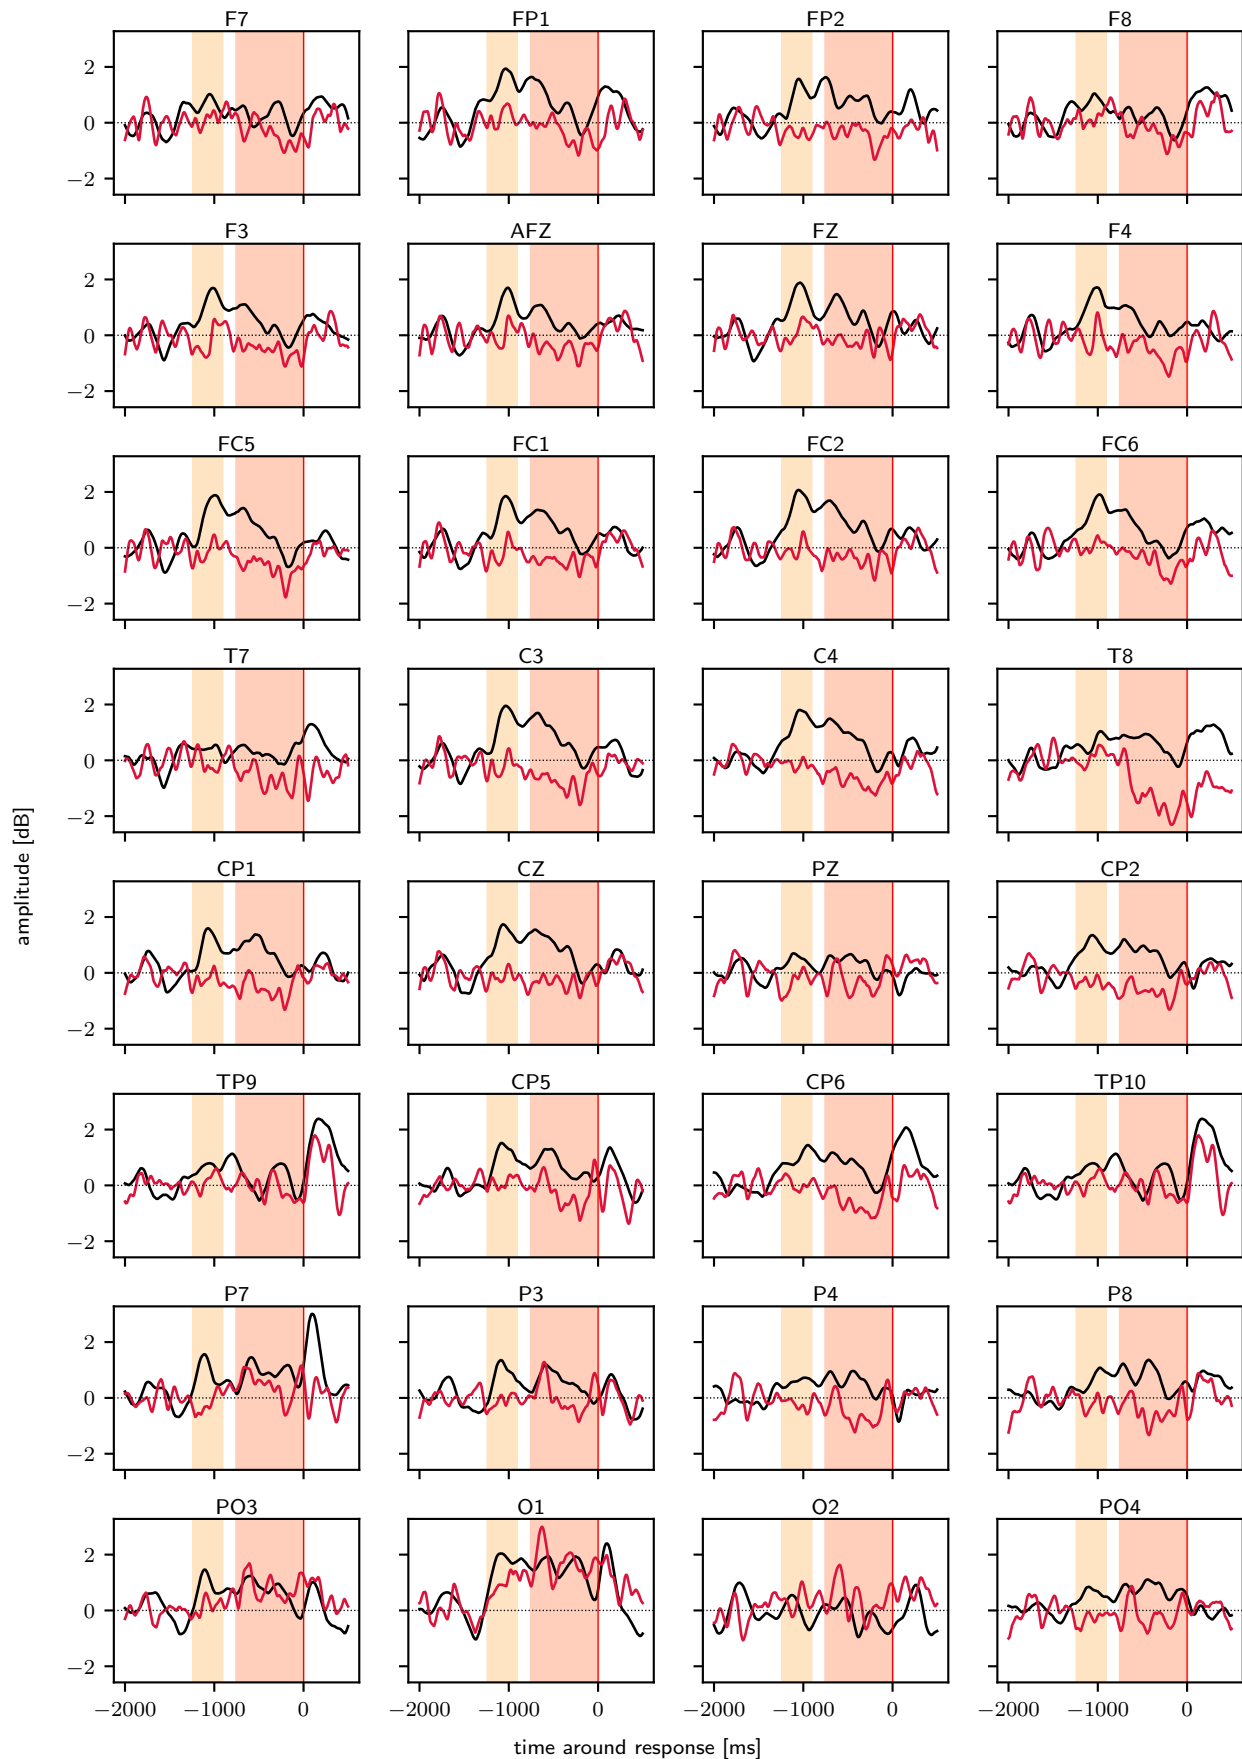 F7 FP1 FP2 F8
2
0
−2
F3 AFZ FZ F4
2
0
−2
FC5 FC1 FC2 FC6
2
0
−2
T7 C3 C4 T8
2
0
−2
amplitude [dB]
CP1 CZ PZ CP2
2
0
−2
TP9 CP5 CP6 TP10
2
0
−2
P7 P3 P4 P8
2
0
−2
PO3 O1 O2 PO4
2
0
−2
−2000 −1000 0 −2000 −1000 0 −2000 −1000 0 −2000 −1000 0
time around response [ms]